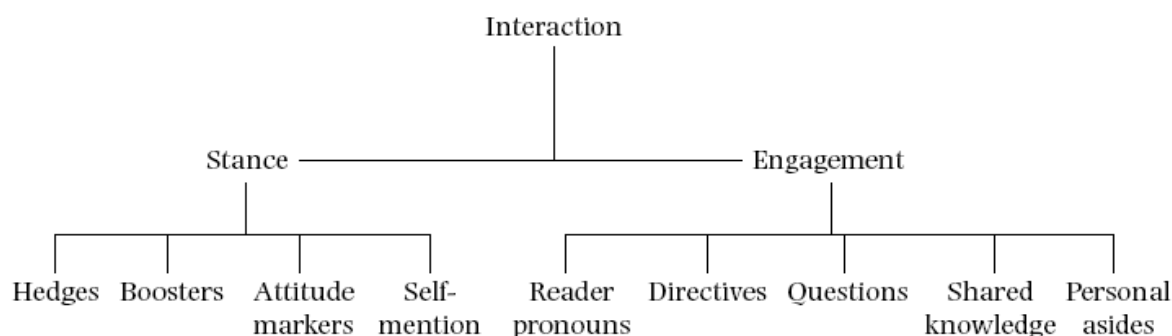 Interaction
Stance Engagement
Hedges Boosters Attitude Self- Reader Directives Questions Shared Personal
markers mention pronouns knowledge asides